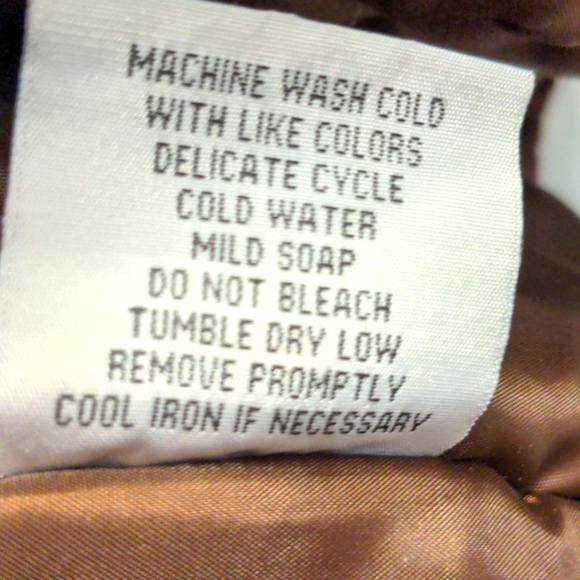 MACHINE WASH COLD
WITH LIKE COLORS
DELICATE CYCLE
COLD WATER
MILD SOAP
DO NOT BLEACH
TUMBLE DRY LOW
REMOVE PROMPTLY
COOL IRON IF NECESSARY